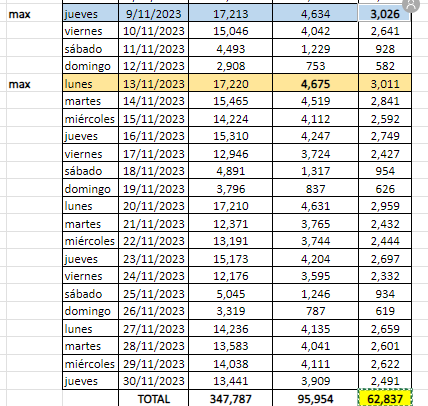 max jueves 9/11/2023 17,213 4,634 3,026
viernes 10/11/2023 15,046 4,042 2,641
sábado 11/11/2023 4,493 1,229 928
domingo 12/11/2023 2,908 753 582
max lunes 13/11/2023 17,220 4,675 3,011
martes 14/11/2023 15,465 4,519 2,841
miércoles 15/11/2023 14,224 4,112 2,592
jueves 16/11/2023 15,310 4,247 2,749
viernes 17/11/2023 12,946 3,724 2,427
sábado 18/11/2023 4,891 1,317 954
domingo 19/11/2023 3,796 837 626
lunes 20/11/2023 17,210 4,631 2,959
martes 21/11/2023 12,371 3,765 2,432
miércoles 22/11/2023 13,191 3,744 2,444
jueves 23/11/2023 15,173 4,204 2,697
viernes 24/11/2023 12,176 3,595 2,332
sábado 25/11/2023 5,045 1,246 934
domingo 26/11/2023 3,319 787 619
lunes 27/11/2023 14,236 4,135 2,659
martes 28/11/2023 13,583 4,041 2,601
miércoles 29/11/2023 14,038 4,111 2,622
jueves 30/11/2023 13,441 3,909 2,491
TOTAL 347,787 95,954 62,837